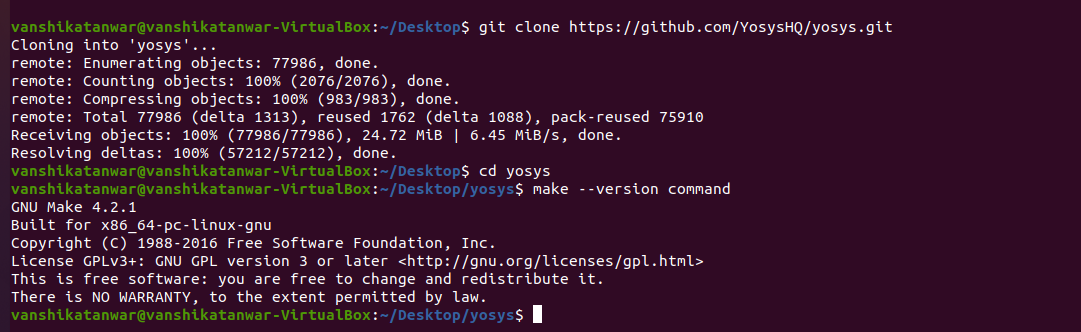 vanshikatanwar@vanshikatanwar-VirtualBox:~/Desktop$ git clone https://github.com/YosysHQ/yosys.git
Cloning into 'yosys'...
remote: Enumerating objects: 77986, done.
remote: Counting objects: 100% (2076/2076), done.
remote: Compressing objects: 100% (983/983), done.
remote: Total 77986 (delta 1313), reused 1762 (delta 1088), pack-reused 75910
Receiving objects: 100% (77986/77986), 24.72 MiB | 6.45 MiB/s, done.
Resolving deltas: 100% (57212/57212), done.
vanshikatanwar@vanshikatanwar-VirtualBox:~/Desktop$ cd yosys
vanshikatanwar@vanshikatanwar-VirtualBox:~/Desktop/yosys$ make --version command
GNU Make 4.2.1
Built for x86_64-pc-linux-gnu
Copyright (C) 1988-2016 Free Software Foundation, Inc.
License GPLv3+: GNU GPL version 3 or later <http://gnu.org/licenses/gpl.html>
This is free software: you are free to change and redistribute it.
There is NO WARRANTY, to the extent permitted by law.
vanshikatanwar@vanshikatanwar-VirtualBox:~/Desktop/yosys$